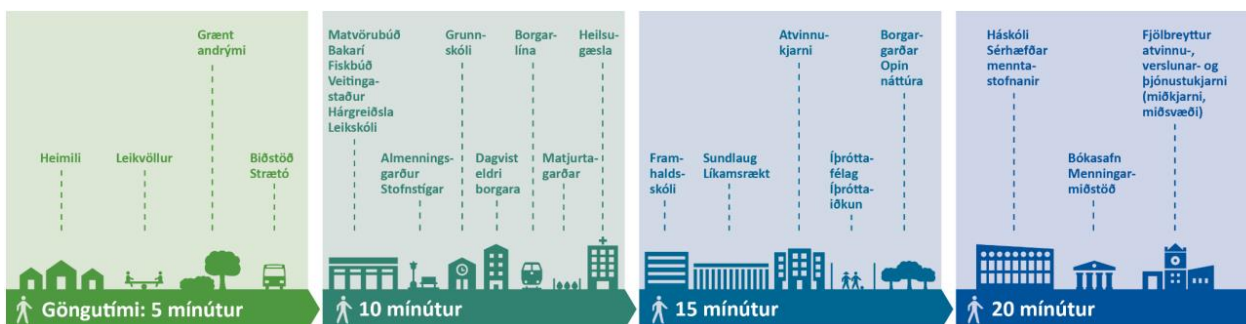 Heimili
Leikvöllur
Grænt
andrými
Biðstöð
Strætó
Göngutími: 5 mínútur
Matvörubúð
Bakarí
Fiskbúð
Veitinga-
staður
Hárgreiðsla
Leikskóli
Almennings-
garður
Stofnstígar
Grunn-
skóli
Dagvist
eldri
borgara
Borgar-
lína
Matjurta-
garðar
Heilsu-
gæsla
10 mínútur
Fram-
halds-
skóli
Sundlaug
Líkamsrækt
Atvinnu-
kjarni
Íþrótta-
félag
Íþrótta-
iðkun
Borgar-
garðar
Opin
náttúra
15 mínútur
Háskóli
Sérhæfðar
mennta-
stofnanir
Bókasafn
Menningar-
miðstöð
Fjölbreyttur
atvinnu-,
verslunar- og
þjónustukjarni
(miðkjarni,
miðsvæði)
20 mínútur